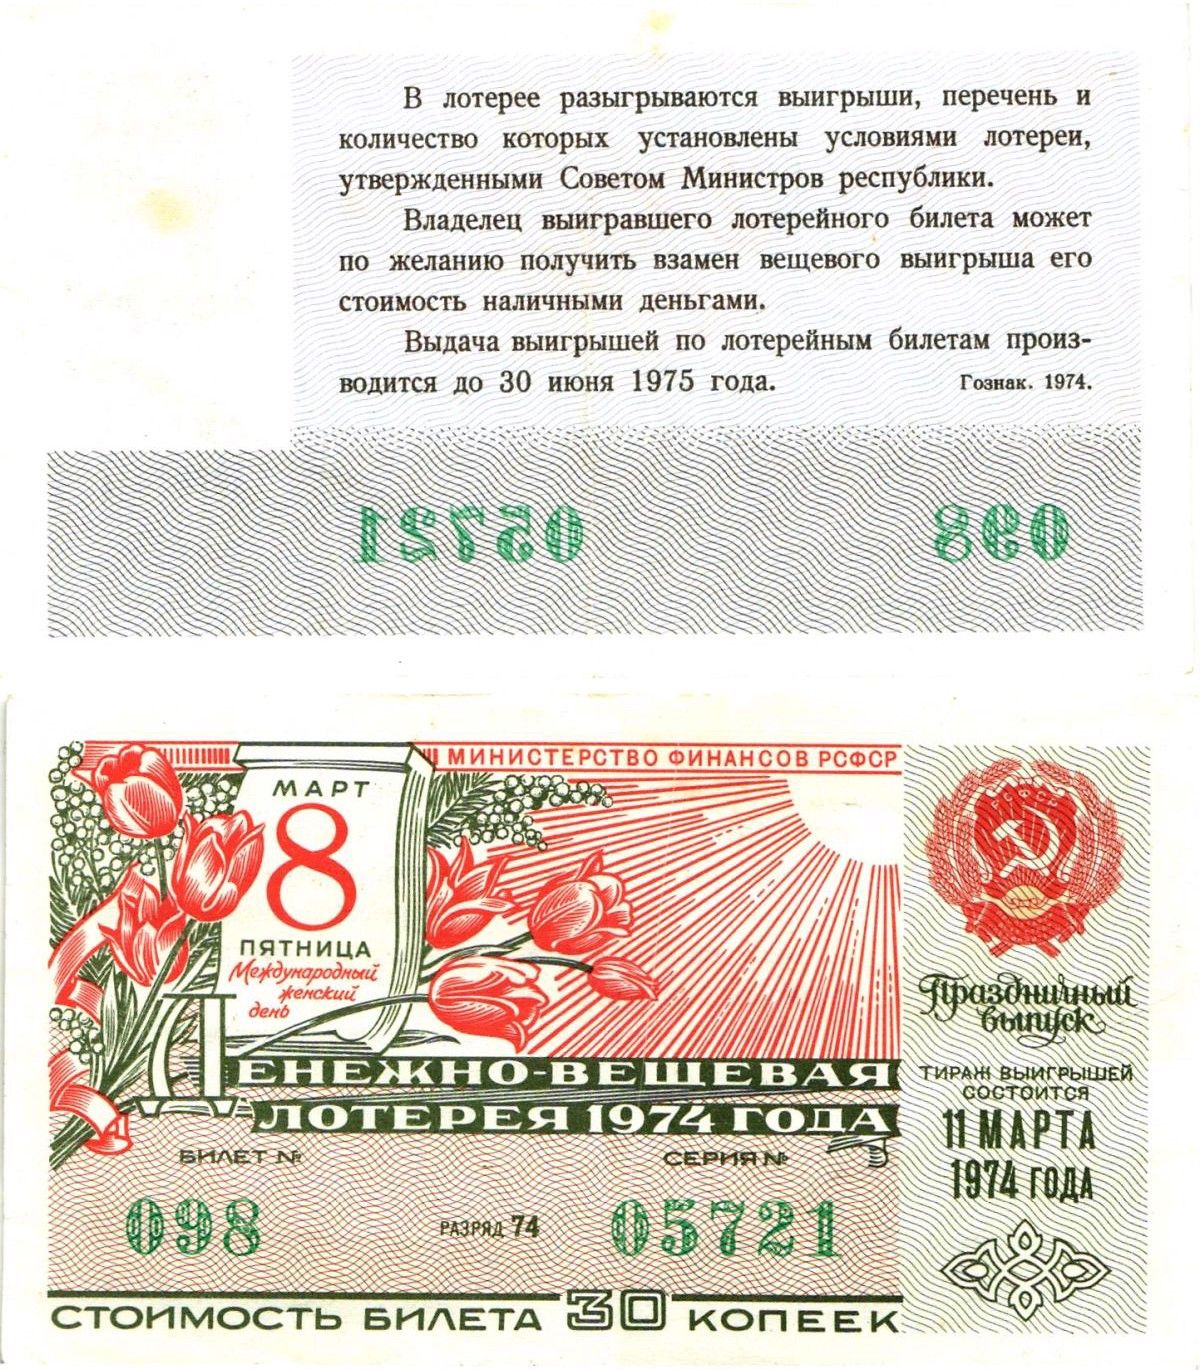 В лотерее разыгрываются выигрыши, перечень и
количество которых установлены условиями лотереи,
утвержденными Советом Министров республики.
Владелец выигравшего лотерейного билета может
по желанию получить взамен вещевого выигрыша его
стоимость наличными деньгами.
Выдача выигрышей по лотерейным билетам произ-
водится до 30 июня 1975 года.
Гознак. 1974.
05721
098
МИНИСТЕРСТВО ФИНАНСОВ РСФСР
МАРТ
8
ПЯТНИЦА
Международный
женский
день
ДЕНЕЖНО-ВЕЩЕВАЯ
ЛОТЕРЕЯ 1974 ГОДА
БИЛЕТ №
СЕРИЯ №
098
РАЗРЯД 74
05721
СТОИМОСТЬ БИЛЕТА 30 КОПЕЕК
Праздничный
выпуск
ТИРАЖ ВЫИГРЫШЕЙ
СОСТОИТСЯ
11 МАРТА
1974 ГОДА